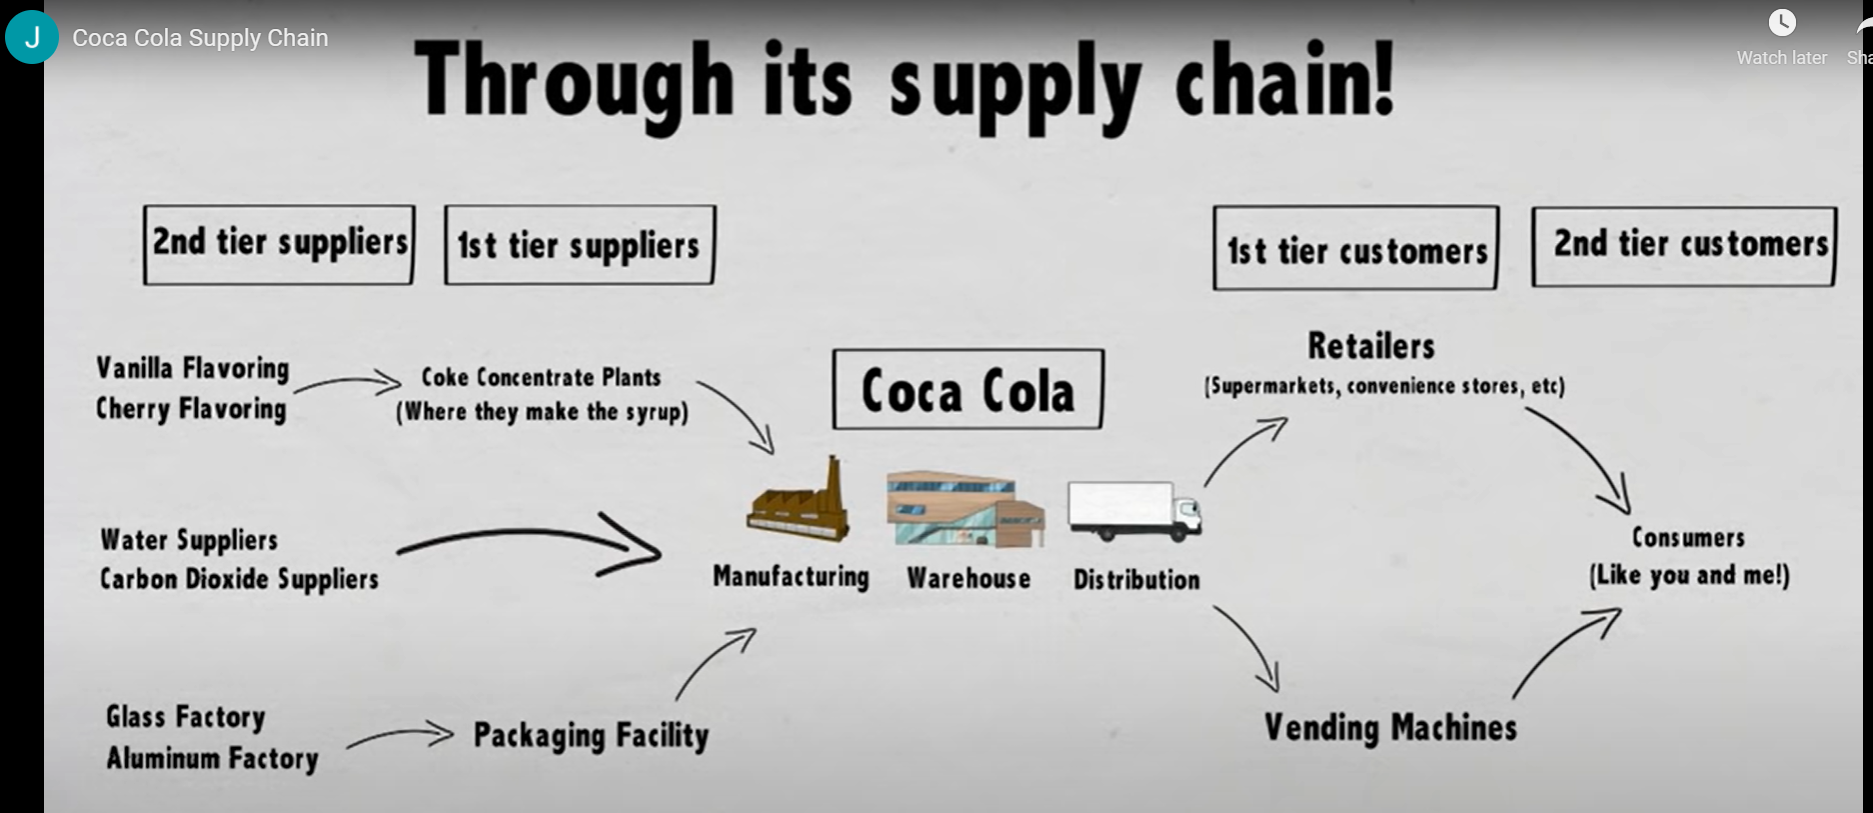 J
Coca Cola Supply Chain
Watch later
Through its supply chain!
2nd tier suppliers
1st tier suppliers
1st tier customers
2nd tier customers
Vanilla Flavoring
Cherry Flavoring
Coke Concentrate Plants
(Where they make the syrup)
Coca Cola
Retailers
(Supermarkets, convenience stores, etc)
Water Suppliers
Carbon Dioxide Suppliers
Manufacturing
Warehouse
Distribution
Consumers
(Like you and me!)
Glass Factory
Aluminum Factory
Packaging Facility
Vending Machines